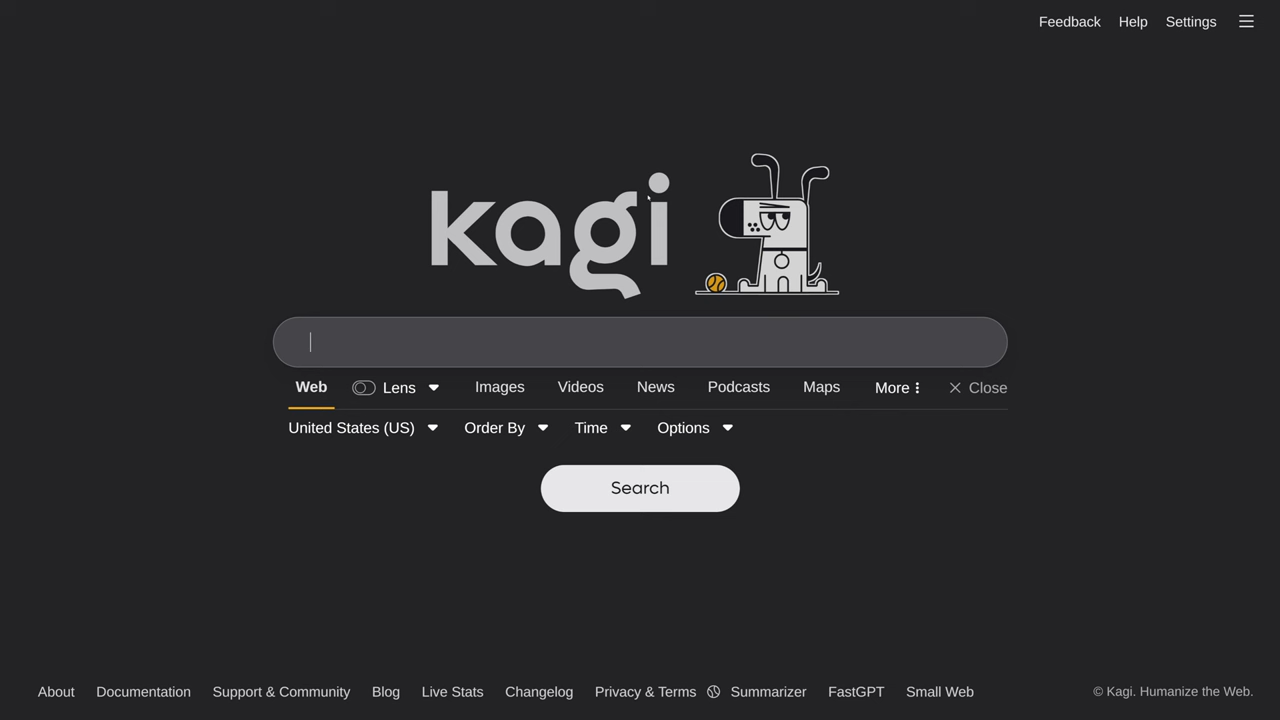 Feedback Help Settings
kagi
Web Lens Images Videos News Podcasts Maps More Close
United States (US) Order By Time Options
Search
About Documentation Support & Community Blog Live Stats Changelog Privacy & Terms Summarizer FastGPT Small Web © Kagi. Humanize the Web.